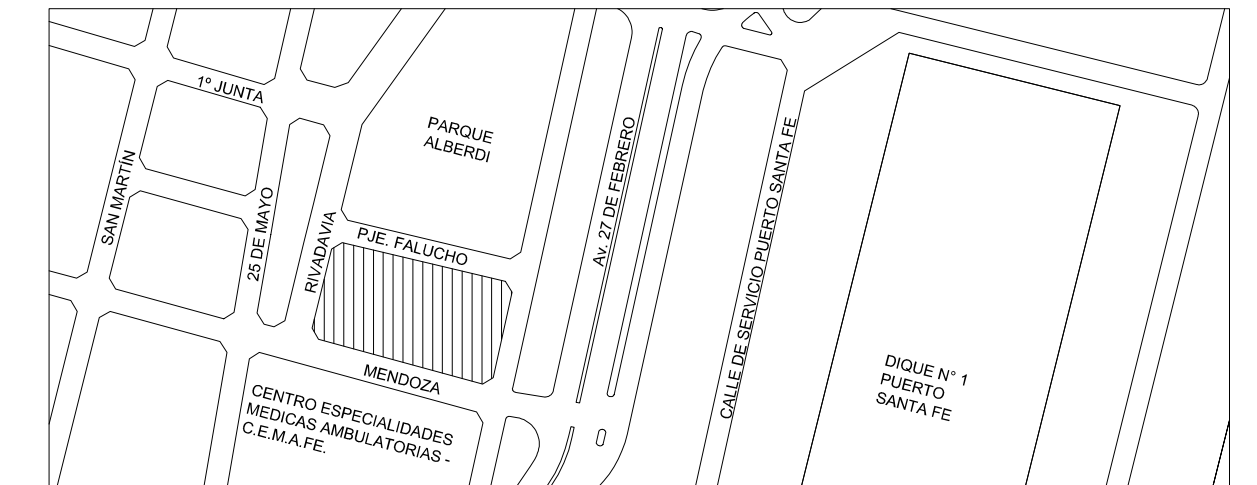 1º JUNTA
PARQUE
ALBERDI
SAN MARTÍN
25 DE MAYO
RIVADAVIA
PJE. FALUCHO
Av. 27 DE FEBRERO
CALLE DE SERVICIO PUERTO SANTA FE
MENDOZA
CENTRO ESPECIALIDADES
MEDICAS AMBULATORIAS -
C.E.M.A.FE.
DIQUE N° 1
PUERTO
SANTA FE